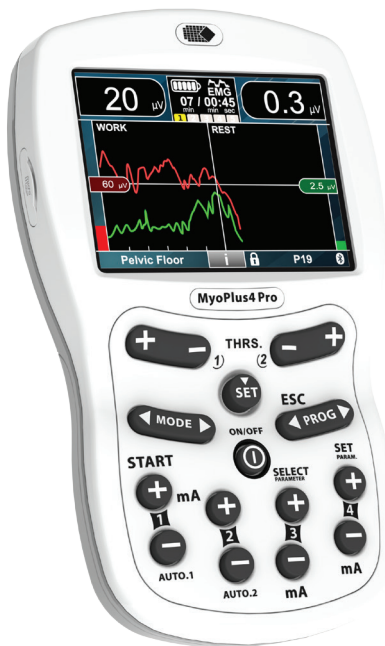 20 μV
EMG
07 / 00:45
min min sec
1
0.3 μV
WORK
REST
60 μV
2.5 μV
Pelvic Floor
i
P19
MyoPlus4 Pro
+ − THRS. − +
1 2
SET
ESC
MODE
PROG
ON/OFF
START
SELECT
PARAMETER
SET
PARAM.
+ mA + + +
1 2 3 4
− − − −
AUTO.1
AUTO.2
mA
mA